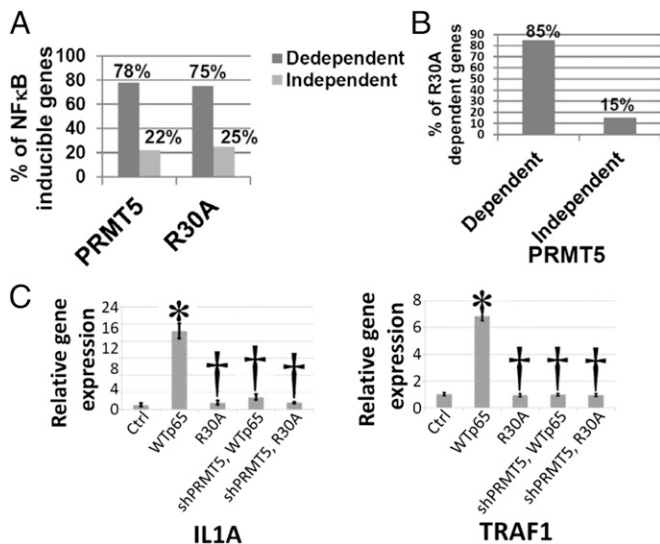 A
% of NFκB
inducible genes
100
80
60
40
20
0
78%
22%
75%
25%
PRMT5
R30A
Dedependent
Independent
B
% of R30A
dependent genes
90
80
70
60
50
40
30
20
10
0
85%
15%
Dependent
Independent
PRMT5
C
Relative gene
expression
24
16
12
8
4
0
*
†
†
†
Ctrl
WTp65
R30A
shPRMT5, WTp65
shPRMT5, R30A
IL1A
Relative gene
expression
8
6
4
2
0
*
†
†
†
Ctrl
WTp65
R30A
shPRMT5, WTp65
shPRMT5, R30A
TRAF1